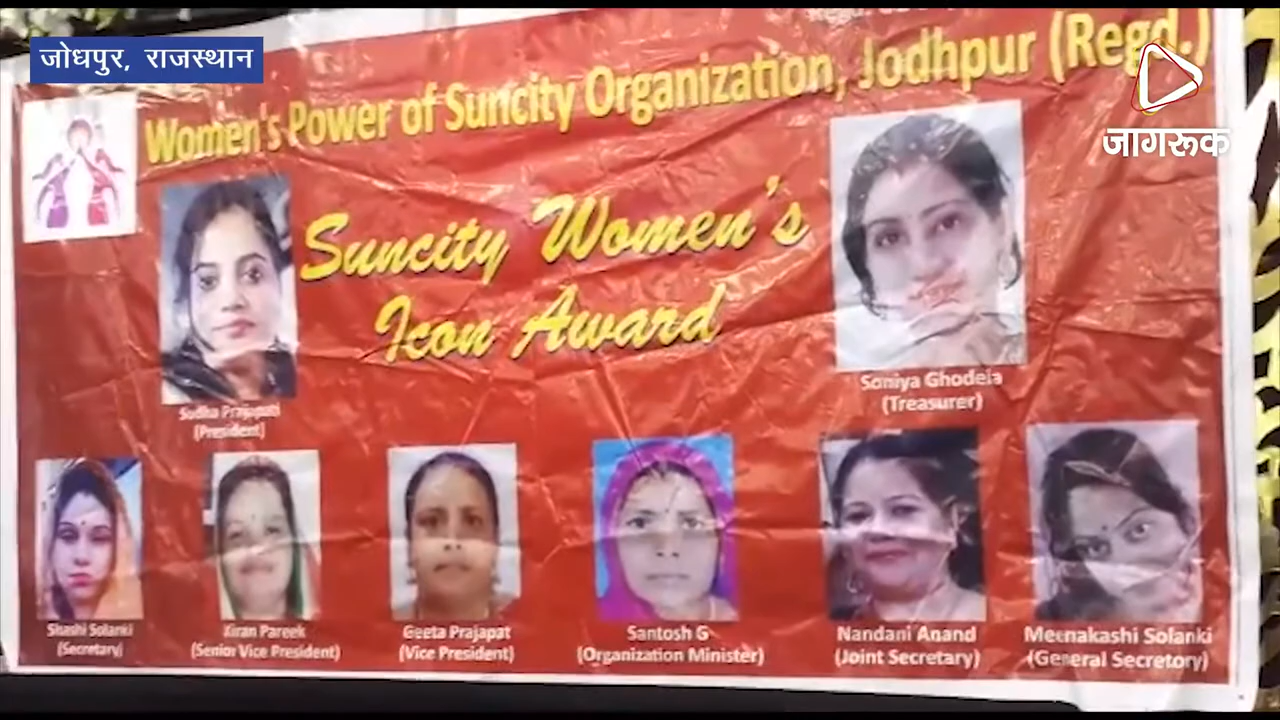 जोधपुर, राजस्थान
Women's Power of Suncity Organization, Jodhpur (Regd.)
जागरूक
Suncity Women's
Icon Award
Sudha Prajapati
(President)
Soniya Ghodela
(Treasurer)
Shashi Solanki
(Secretary)
Kiran Pareek
(Senior Vice President)
Geeta Prajapat
(Vice President)
Santosh G
(Organization Minister)
Nandani Anand
(Joint Secretary)
Meenakashi Solanki
(General Secretory)